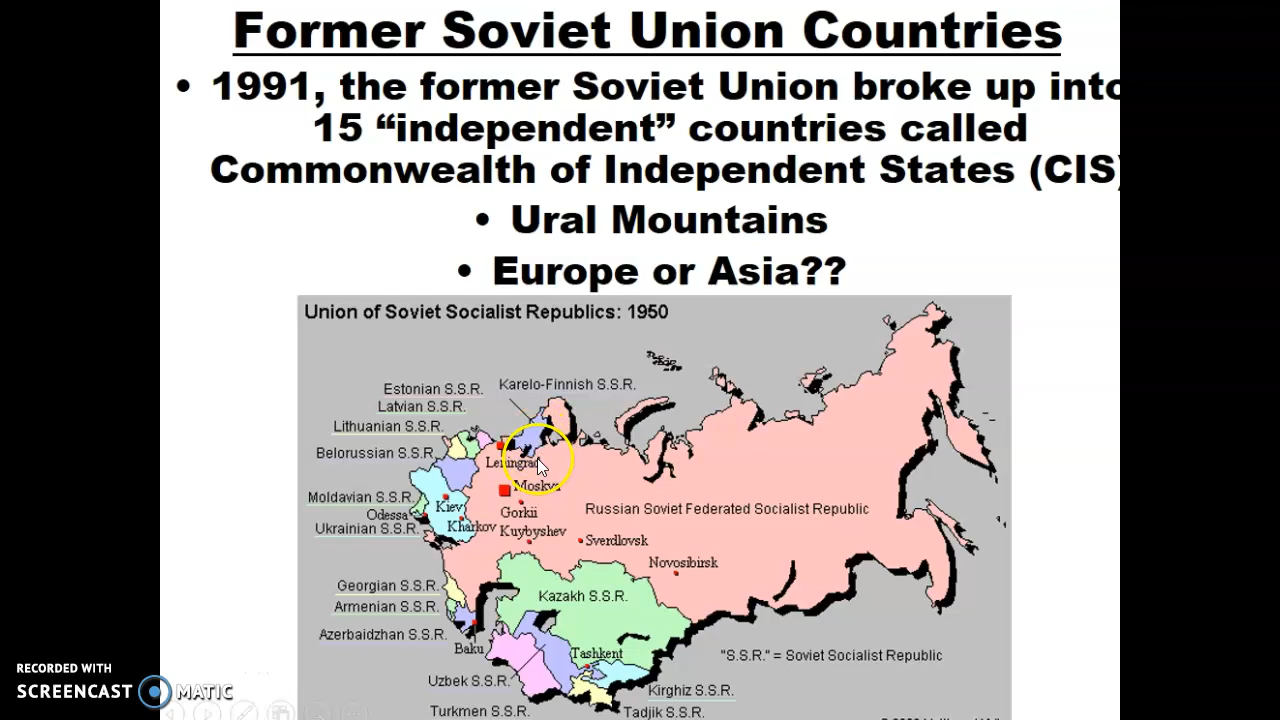 Former Soviet Union Countries
• 1991, the former Soviet Union broke up into
15 “independent” countries called
Commonwealth of Independent States (CIS)
• Ural Mountains
• Europe or Asia??
Union of Soviet Socialist Republics: 1950
Estonian S.S.R.
Karelo-Finnish S.S.R.
Latvian S.S.R.
Lithuanian S.S.R.
Belorussian S.S.R.
Leningrad
Moskva
Moldavian S.S.R.
Kiev
Odessa
Gorkii
Russian Soviet Federated Socialist Republic
Ukrainian S.S.R.
Kharkov
Kuybyshev
Sverdlovsk
Novosibirsk
Georgian S.S.R.
Kazakh S.S.R.
Armenian S.S.R.
Azerbaidzhan S.S.R.
Baku
Tashkent
"S.S.R." = Soviet Socialist Republic
Uzbek S.S.R.
Kirghiz S.S.R.
Turkmen S.S.R.
Tadjik S.S.R.
RECORDED WITH
SCREENCAST MATIC